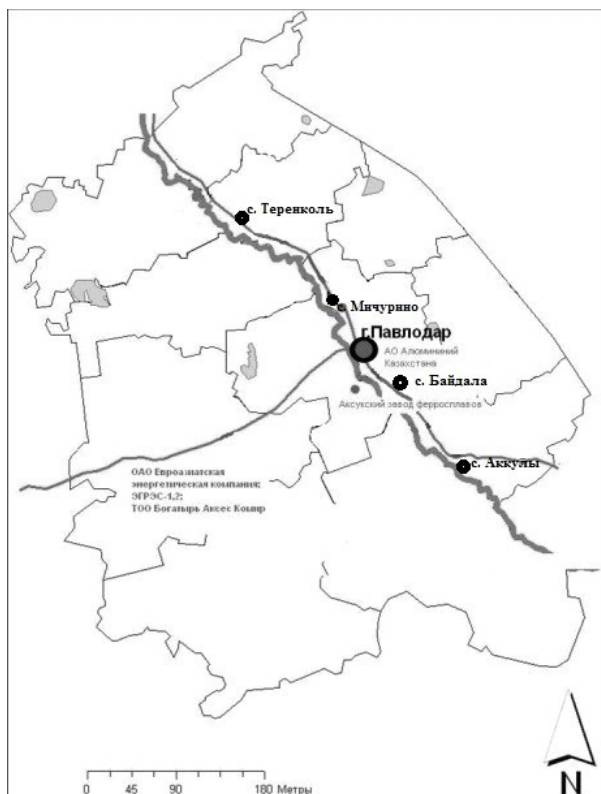 с. Теренколь
с. Мичурино
г.Павлодар
АО Алюминий
Казахстана
с. Байдала
Аксукский завод ферросплавов
с. Аккулы
ОАО Евроазиатская
энергетическая компания;
ЭГРЭС-1,2;
ТОО Богатырь Аксес Комир
0 45 90 180 Метры
N